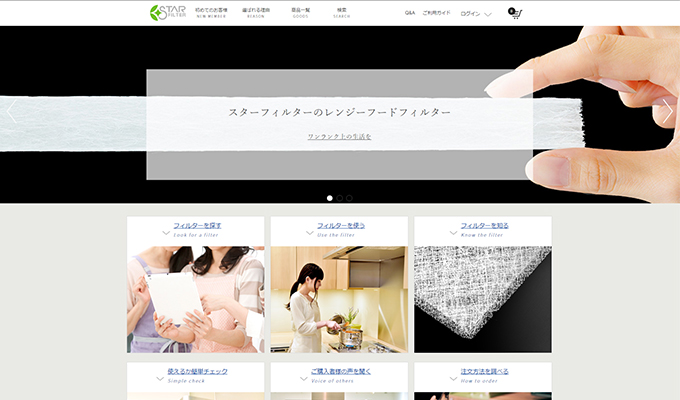 STAR
FILTER
初めてのお客様
NEW MEMBER
選ばれる理由
REASON
商品一覧
GOODS
検索
SEARCH
Q&A
ご利用ガイド
ログイン
0
スターフィルターのレンジーフードフィルター
ワンランク上の生活を
フィルターを探す
Look for a filter
フィルターを使う
Use the filter
フィルターを知る
Know the filter
使えるか簡単チェック
Simple check
ご購入者様の声を聞く
Voice of others
注文方法を調べる
How to order